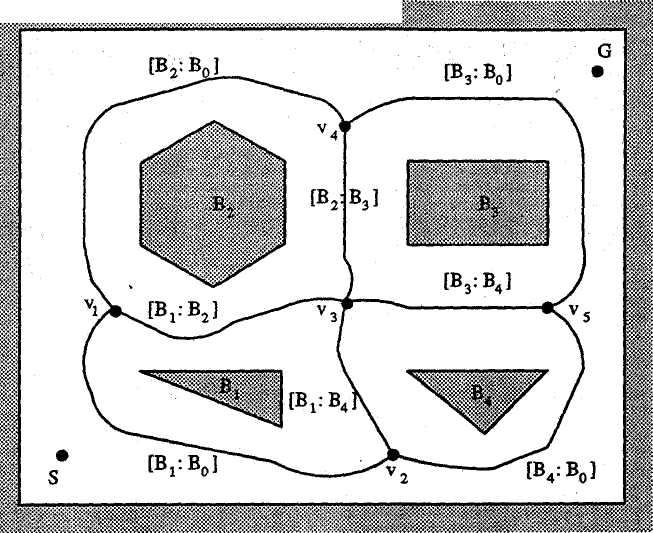 G
[B₂: B₀]
[B₃: B₀]
v₄
B₂
[B₂: B₃]
B₃
[B₃: B₄]
v₁
[B₁: B₂]
v₃
v₅
B₁
[B₁: B₄]
B₄
S
[B₁: B₀]
v₂
[B₄: B₀]